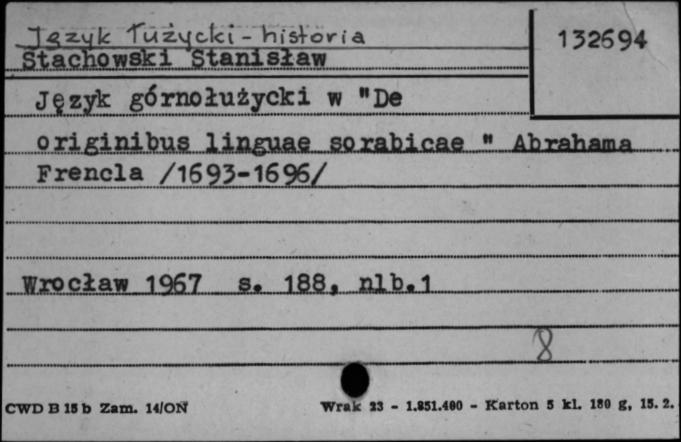 Język Łużycki - historia
132694
Stachowski Stanisław
Język górnołużycki w "De
originibus linguae sorabicae " Abrahama
Frencla /1693-1696/
Wrocław 1967 s. 188, nlb.1
8
CWD B 15 b Zam. 14/ON Wrak 23 - 1.851.400 - Karton 5 kl. 180 g, 15. 2.